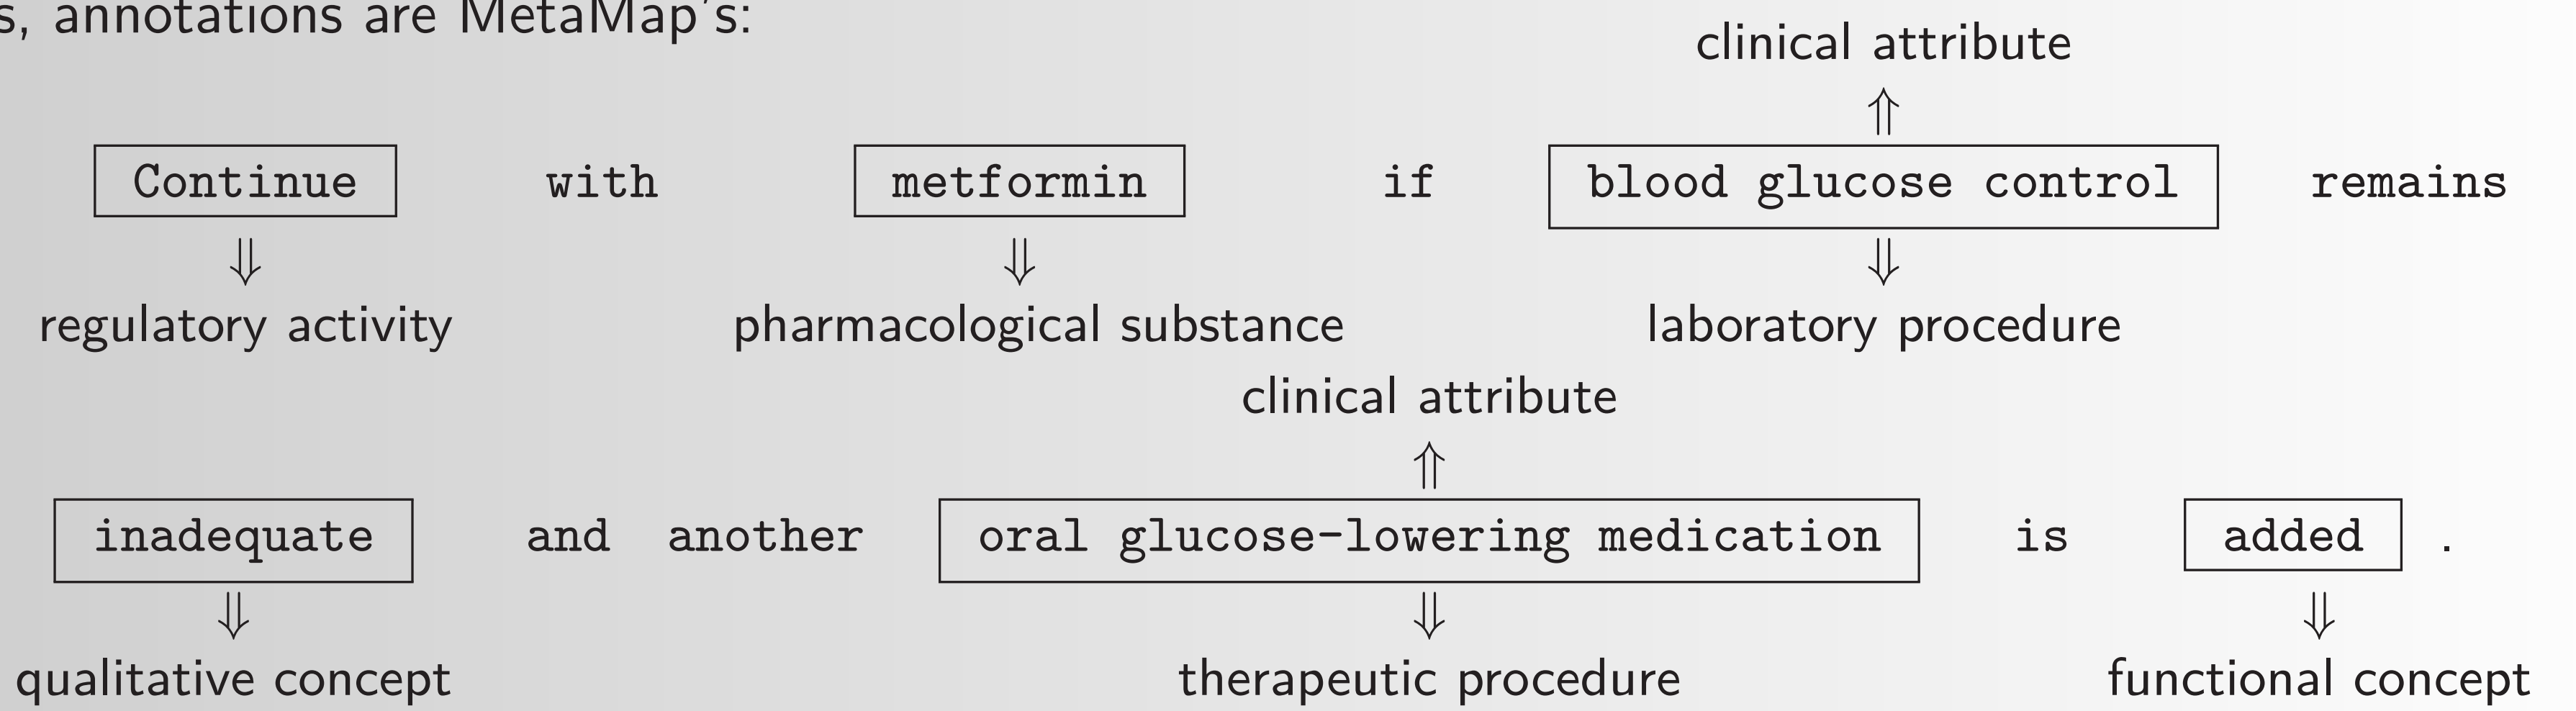 s, annotations are MetaMap's:
clinical attribute
⇑
Continue with metformin if blood glucose control remains
⇓ ⇓ ⇓
regulatory activity pharmacological substance laboratory procedure
clinical attribute
⇑
inadequate and another oral glucose-lowering medication is added .
⇓ ⇓ ⇓
qualitative concept therapeutic procedure functional concept